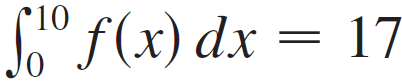 ∫₀¹⁰ f(x) dx = 17